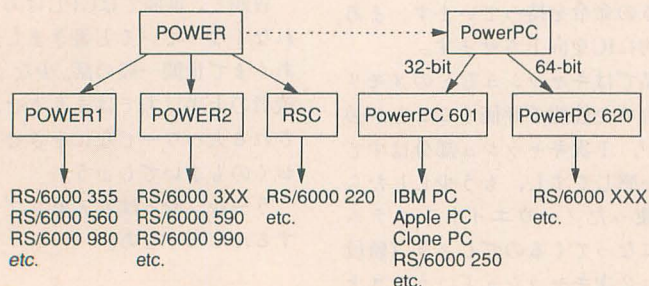 POWER
PowerPC
32-bit
64-bit
POWER1
POWER2
RSC
PowerPC 601
PowerPC 620
RS/6000 355
RS/6000 560
RS/6000 980
etc.
RS/6000 3XX
RS/6000 590
RS/6000 990
etc.
RS/6000 220
etc.
IBM PC
Apple PC
Clone PC
RS/6000 250
etc.
RS/6000 XXX
etc.